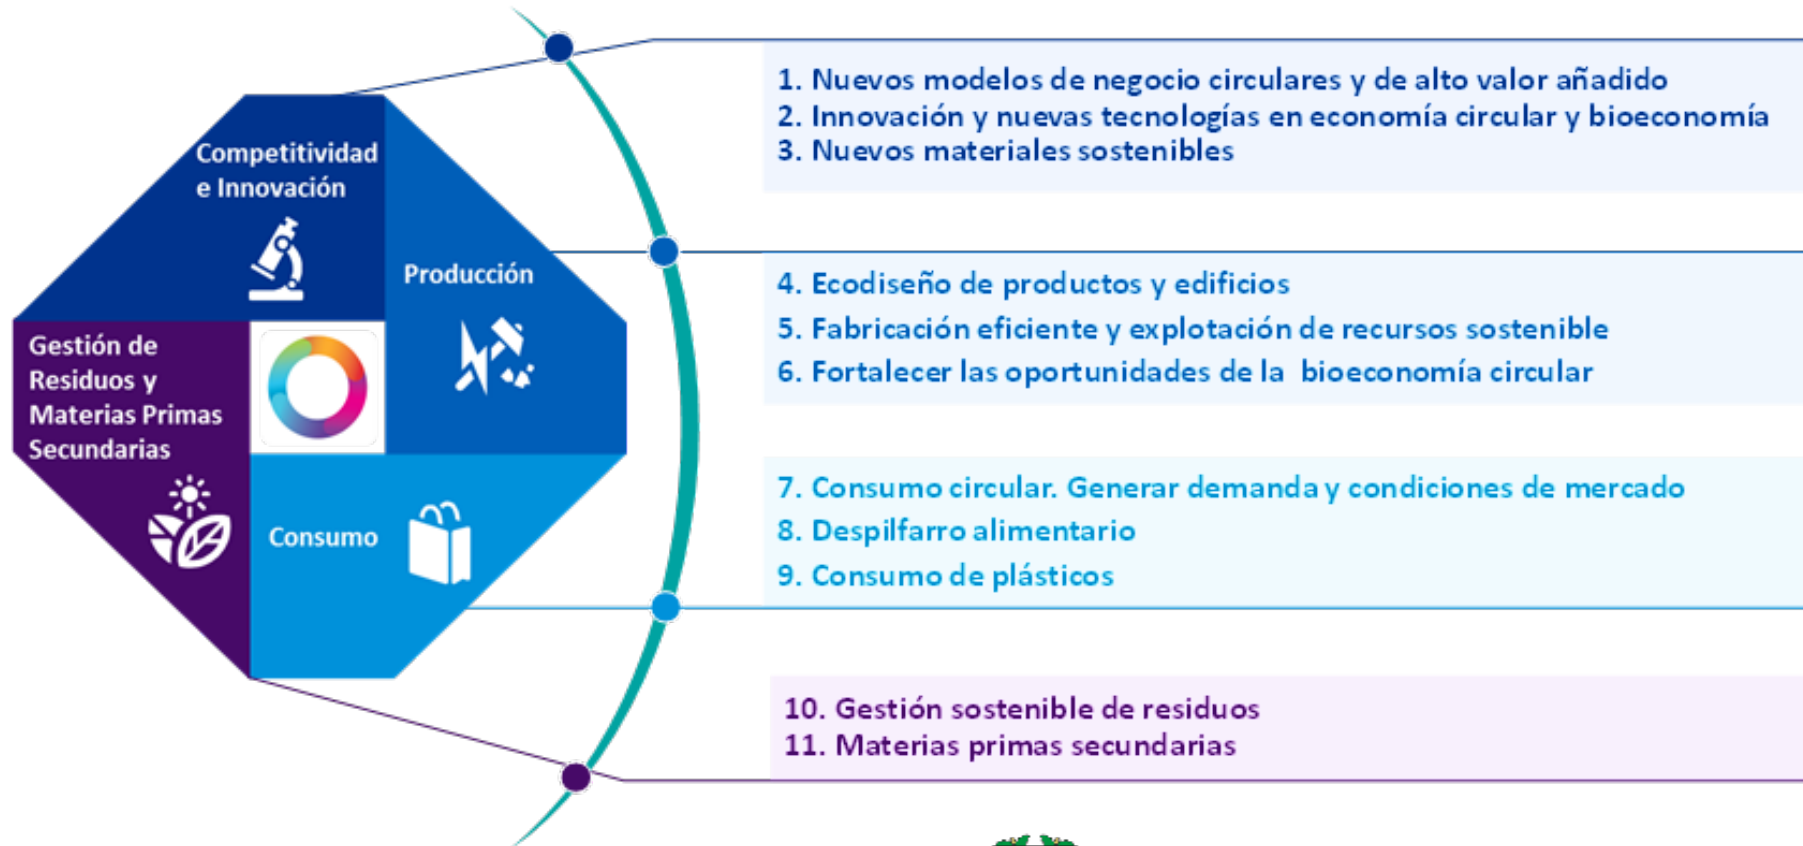 Competitividad
e Innovación
Producción
Gestión de
Residuos y
Materias Primas
Secundarias
Consumo
1. Nuevos modelos de negocio circulares y de alto valor añadido
2. Innovación y nuevas tecnologías en economía circular y bioeconomía
3. Nuevos materiales sostenibles
4. Ecodiseño de productos y edificios
5. Fabricación eficiente y explotación de recursos sostenible
6. Fortalecer las oportunidades de la bioeconomía circular
7. Consumo circular. Generar demanda y condiciones de mercado
8. Despilfarro alimentario
9. Consumo de plásticos
10. Gestión sostenible de residuos
11. Materias primas secundarias